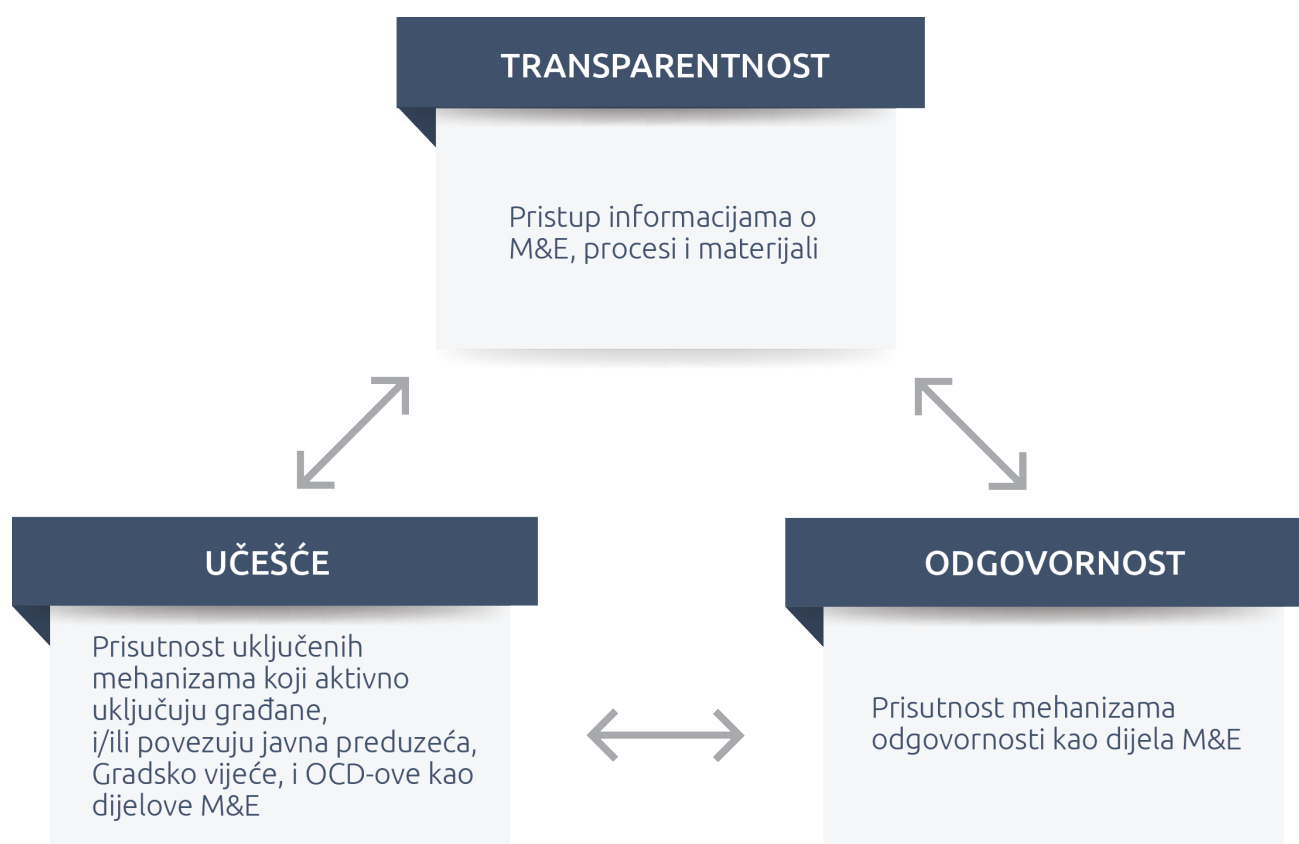 TRANSPARENTNOST
Pristup informacijama o
M&E, procesi i materijali
UČEŠĆE
Prisutnost uključenih
mehanizama koji aktivno
uključuju građane,
i/ili povezuju javna preduzeća,
Gradsko vijeće, i OCD-ove kao
dijelove M&E
ODGOVORNOST
Prisutnost mehanizama
odgovornosti kao dijela M&E